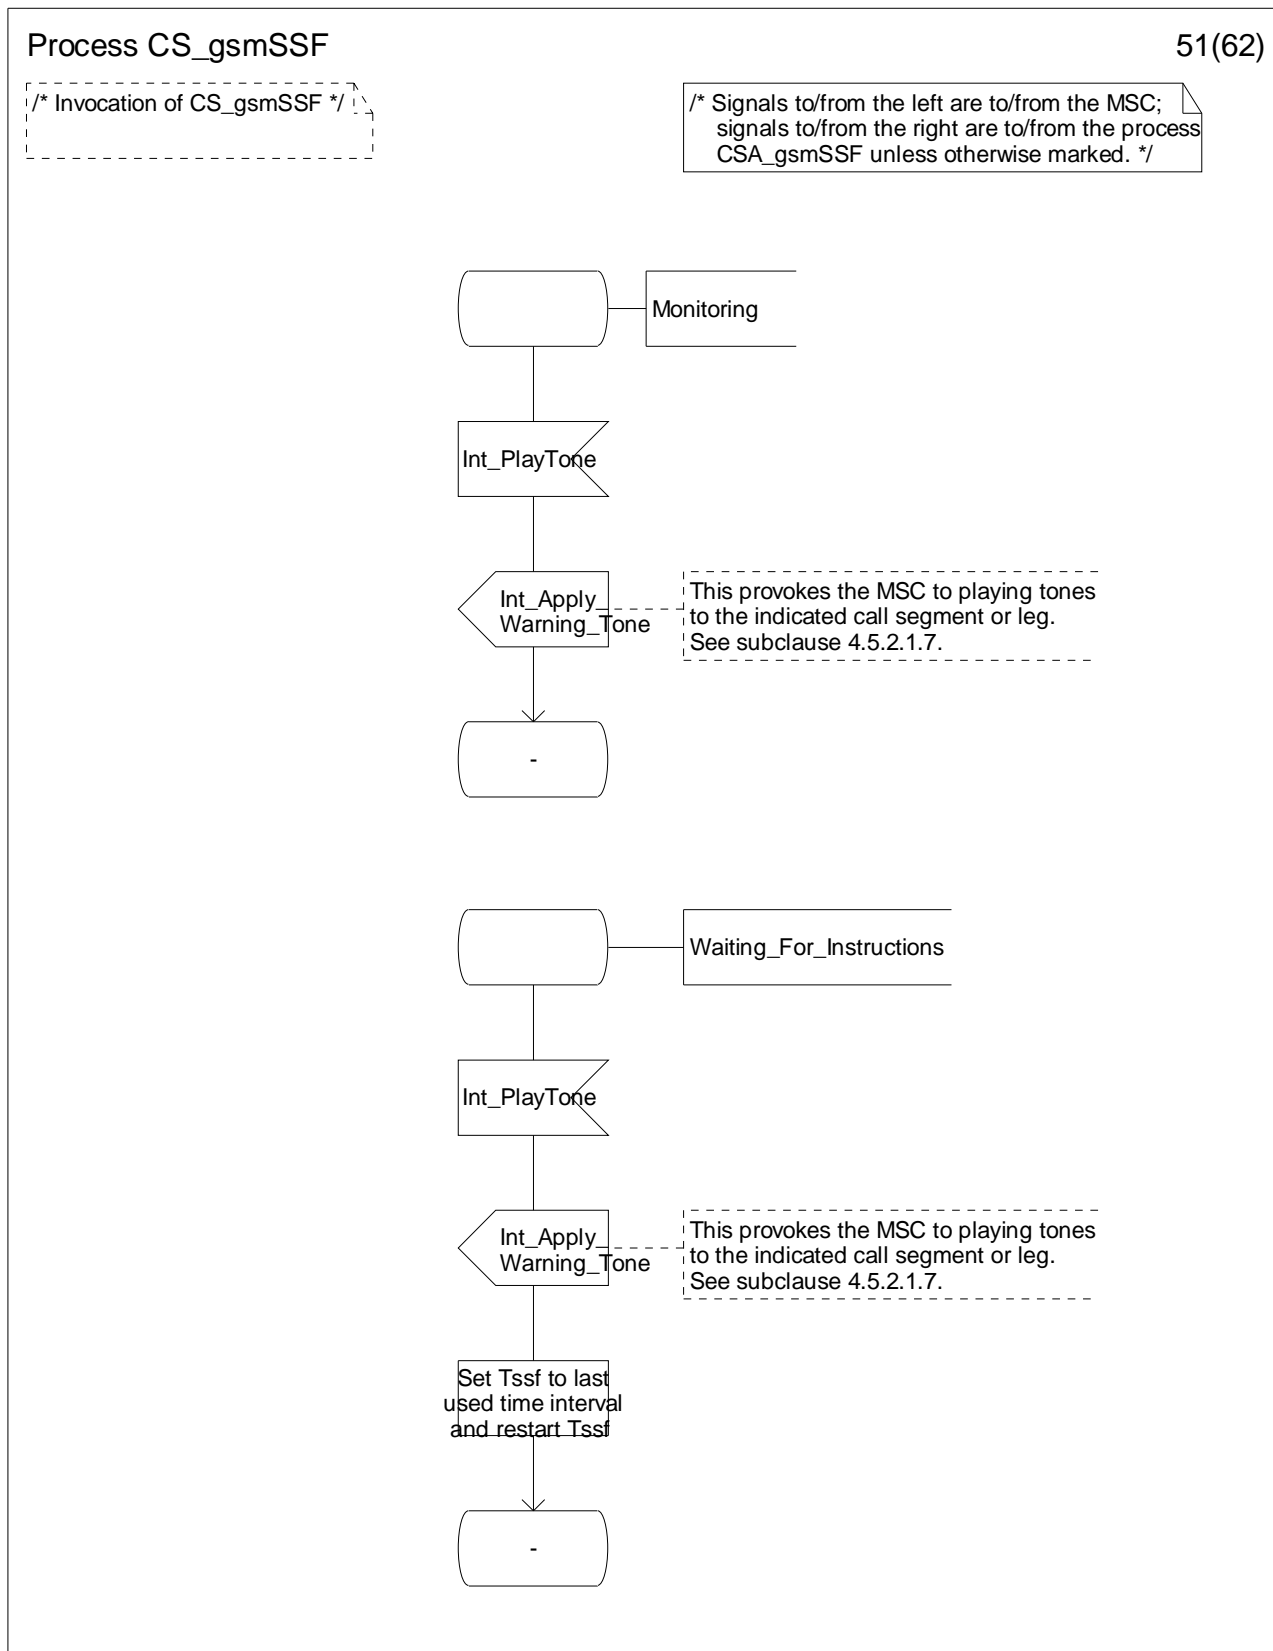 Process CS_gsmSSF
51(62)
/* Invocation of CS_gsmSSF */
/* Signals to/from the left are to/from the MSC;
signals to/from the right are to/from the process
CSA_gsmSSF unless otherwise marked. */
Monitoring
Int_PlayTone
Int_Apply_
Warning_Tone
This provokes the MSC to playing tones
to the indicated call segment or leg.
See subclause 4.5.2.1.7.
-
Waiting_For_Instructions
Int_PlayTone
Int_Apply_
Warning_Tone
This provokes the MSC to playing tones
to the indicated call segment or leg.
See subclause 4.5.2.1.7.
Set Tssf to last
used time interval
and restart Tssf
-